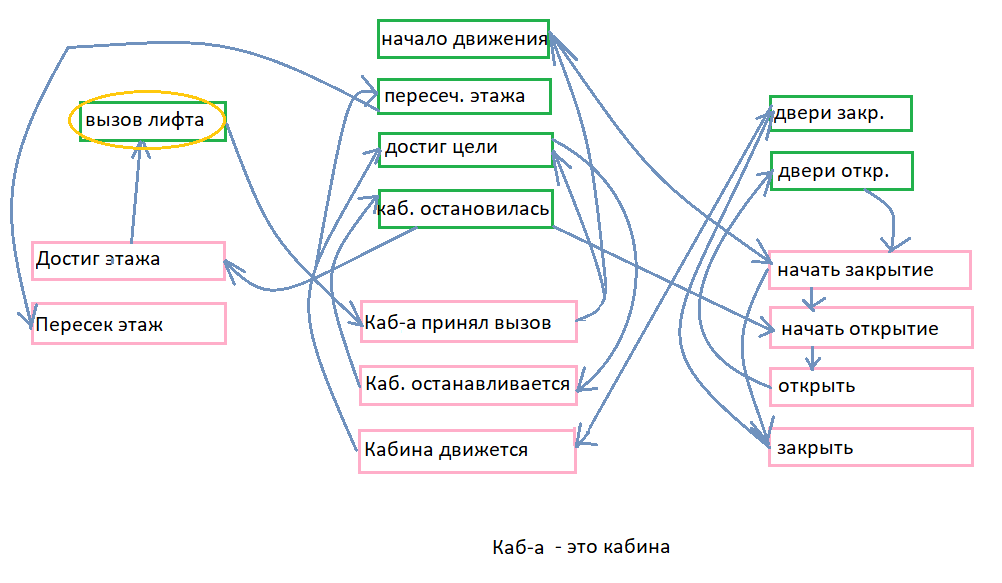 начало движения
пересеч. этажа
вызов лифта
достиг цели
каб. остановилась
двери закр.
двери откр.
Достиг этажа
Пересек этаж
Каб-а принял вызов
Каб. останавливается
Кабина движется
начать закрытие
начать открытие
открыть
закрыть
Каб-а - это кабина